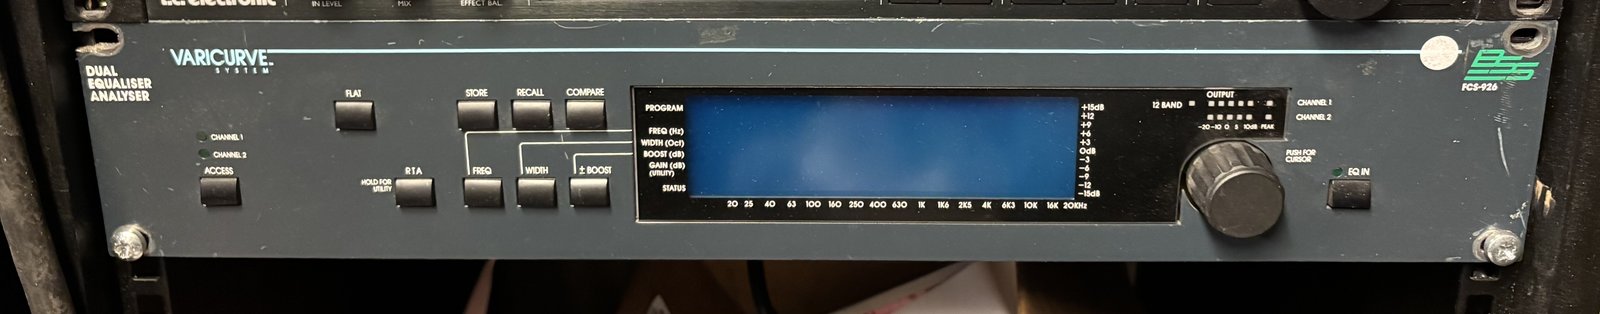 t.c. electronic
IN LEVEL
MIX
EFFECT BAL.
VARICURVE
SYSTEM
DUAL
EQUALISER
ANALYSER
BSS
FCS-926
FLAT
STORE
RECALL
COMPARE
CHANNEL 1
CHANNEL 2
ACCESS
HOLD FOR
UTILITY
RTA
FREQ
WIDTH
± BOOST
PROGRAM
FREQ (Hz)
WIDTH (Oct)
BOOST (dB)
GAIN (dB)
(UTILITY)
STATUS
+15dB
+12
+9
+6
+3
0dB
-3
-6
-9
-12
-15dB
20 25 40 63 100 160 250 400 630 1K 1K6 2K5 4K 6K3 10K 16K 20KHz
12 BAND
OUTPUT
CHANNEL 1
CHANNEL 2
-20 -10 0 5 10dB PEAK
PUSH FOR
CURSOR
EQ IN